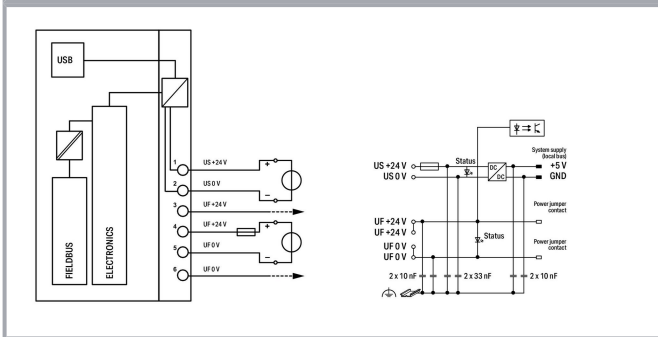 USB
FIELDBUS
ELECTRONICS
1
US +24 V
+
2
US 0 V
−
3
UF +24 V
4
UF +24 V
+
5
UF 0 V
−
6
UF 0 V
System supply
(local bus)
US +24 V
Status
DC
DC
+5 V
US 0 V
GND
Power jumper
contact
UF +24 V
UF +24 V
Status
UF 0 V
UF 0 V
Power jumper
contact
2 x 10 nF
2 x 33 nF
2 x 10 nF